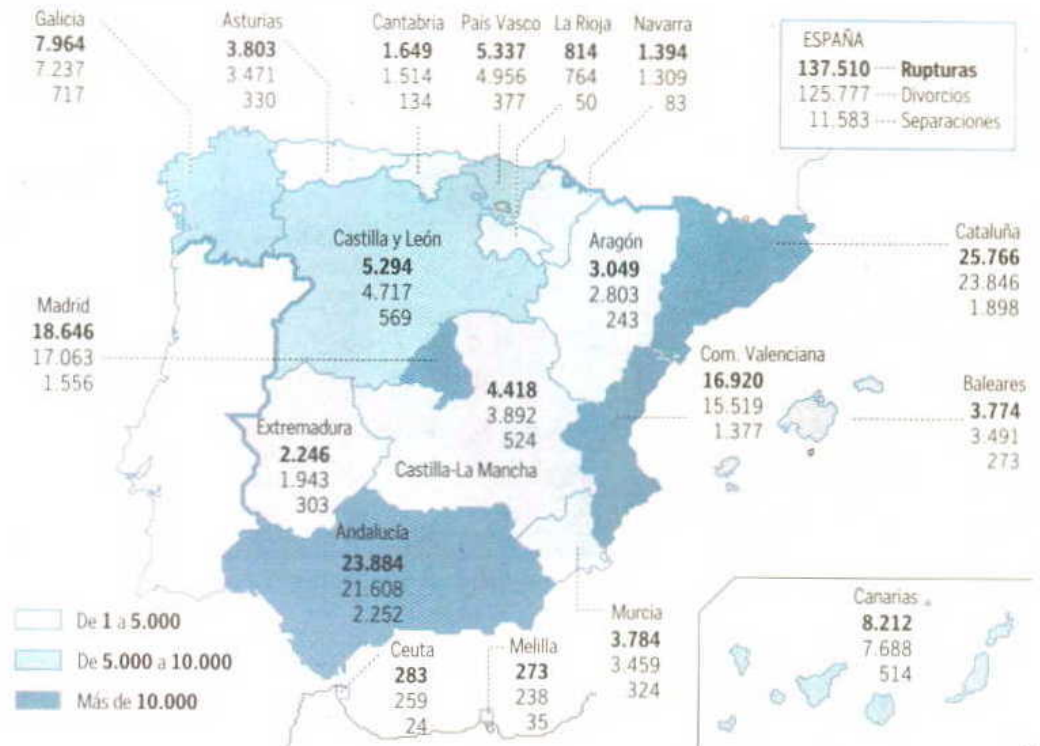 Galicia
7.964
7.237
717
Asturias
3.803
3.471
330
Cantabria
1.649
1.514
134
País Vasco
5.337
4.956
377
La Rioja
814
764
50
Navarra
1.394
1.309
83
ESPAÑA
137.510 Rupturas
125.777 Divorcios
11.583 Separaciones
Castilla y León
5.294
4.717
569
Aragón
3.049
2.803
243
Cataluña
25.766
23.846
1.898
Madrid
18.646
17.063
1.556
Com. Valenciana
16.920
15.519
1.377
Baleares
3.774
3.491
273
4.418
3.892
524
Castilla-La Mancha
Extremadura
2.246
1.943
303
Andalucía
23.884
21.608
2.252
Murcia
3.784
3.459
324
Canarias
8.212
7.688
514
Ceuta
283
259
24
Melilla
273
238
35
De 1 a 5.000
De 5.000 a 10.000
Más de 10.000